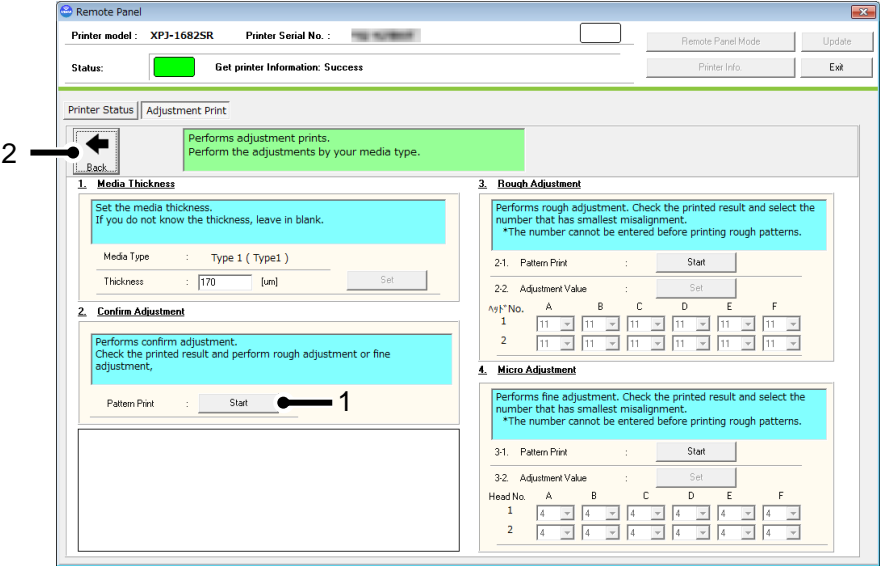 Remote Panel
Printer model : XPJ-1682SR Printer Serial No. :
Remote Panel Mode Update
Status: Get printer Information: Success
Printer Info. Exit
Printer Status Adjustment Print
2
Back
Performs adjustment prints.
Perform the adjustments by your media type.
1. Media Thickness
Set the media thickness.
If you do not know the thickness, leave in blank.
Media Type : Type 1 ( Type1 )
Thickness : 170 [um] Set
2. Confirm Adjustment
Performs confirm adjustment.
Check the printed result and perform rough adjustment or fine
adjustment,
Pattern Print : Start 1
3. Rough Adjustment
Performs rough adjustment. Check the printed result and select the
number that has smallest misalignment.
*The number cannot be entered before printing rough patterns.
2-1. Pattern Print : Start
2-2. Adjustment Value : Set
ﾍｯﾄﾞNo. A B C D E F
1 11 11 11 11 11 11
2 11 11 11 11 11 11
4. Micro Adjustment
Performs fine adjustment. Check the printed result and select the
number that has smallest misalignment.
*The number cannot be entered before printing rough patterns.
3-1. Pattern Print : Start
3-2. Adjustment Value : Set
Head No. A B C D E F
1 4 4 4 4 4 4
2 4 4 4 4 4 4